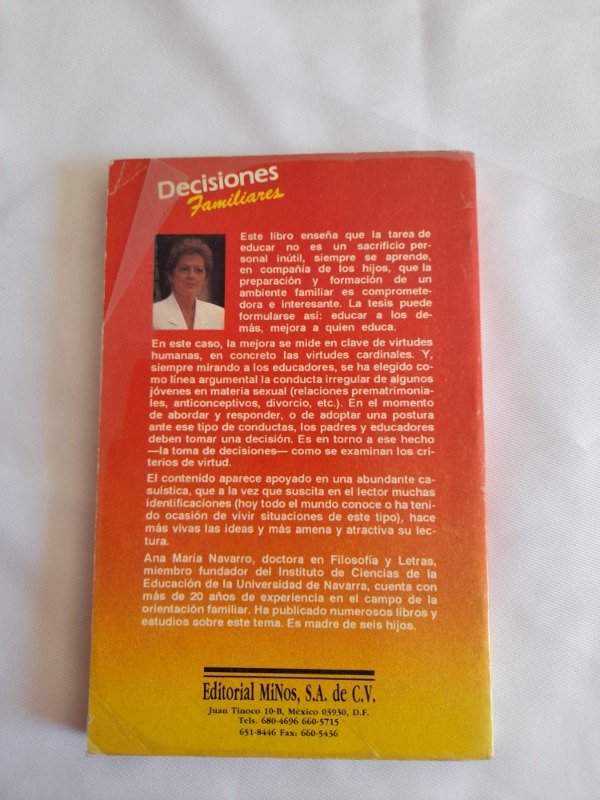 Decisiones
Familiares
Este libro enseña que la tarea de
educar no es un sacrificio per-
sonal inútil, siempre se aprende,
en compañía de los hijos, que la
preparación y formación de un
ambiente familiar es compromete-
dora e interesante. La tesis puede
formularse así: educar a los de-
más, mejora a quien educa.
En este caso, la mejora se mide en clave de virtudes
humanas, en concreto las virtudes cardinales. Y,
siempre mirando a los educadores, se ha elegido co-
mo línea argumental la conducta irregular de algunos
jóvenes en materia sexual (relaciones prematrimonia-
les, anticonceptivos, divorcio, etc.). En el momento
de abordar y responder, o de adoptar una postura
ante ese tipo de conductas, los padres y educadores
deben tomar una decisión. Es en torno a ese hecho
—la toma de decisiones— como se examinan los cri-
terios de virtud.
El contenido aparece apoyado en una abundante ca-
suística, que a la vez que suscita en el lector muchas
identificaciones (hoy todo el mundo conoce o ha teni-
do ocasión de vivir situaciones de este tipo), hace
más vivas las ideas y más amena y atractiva su lec-
tura.
Ana María Navarro, doctora en Filosofía y Letras,
miembro fundador del Instituto de Ciencias de la
Educación de la Universidad de Navarra, cuenta con
más de 20 años de experiencia en el campo de la
orientación familiar. Ha publicado numerosos libros y
estudios sobre este tema. Es madre de seis hijos.
Editorial MiNos, S.A. de C.V.
Juan Tinoco 10-B, México 03930, D.F.
Tels. 680-4696 660-5715
651-8446 Fax: 660-5436